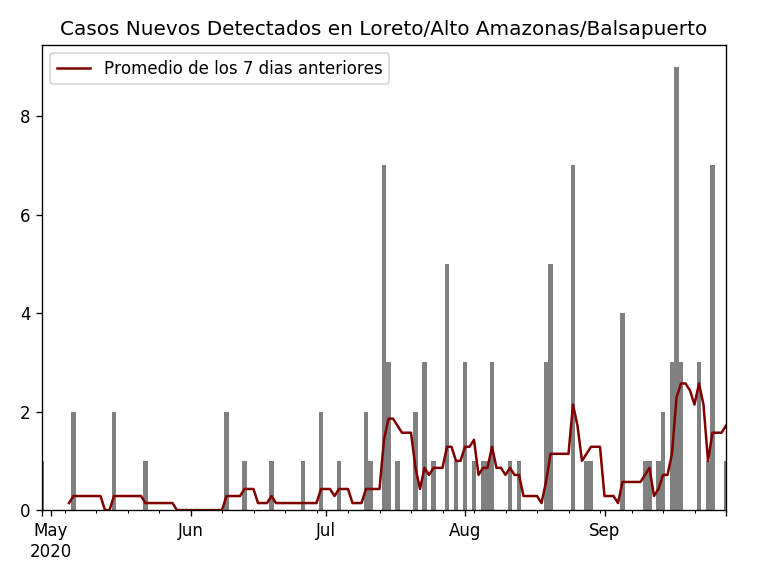 Casos Nuevos Detectados en Loreto/Alto Amazonas/Balsapuerto
Promedio de los 7 dias anteriores
8
6
4
2
0
May Jun Jul Aug Sep
2020